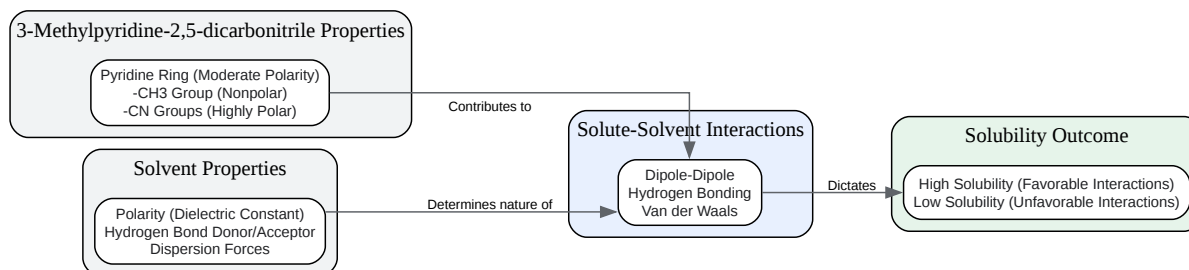 3-Methylpyridine-2,5-dicarbonitrile Properties
Pyridine Ring (Moderate Polarity)
-CH3 Group (Nonpolar)
-CN Groups (Highly Polar)
Contributes to
Solvent Properties
Polarity (Dielectric Constant)
Hydrogen Bond Donor/Acceptor
Dispersion Forces
Determines nature of
Solute-Solvent Interactions
Dipole-Dipole
Hydrogen Bonding
Van der Waals
Dictates
Solubility Outcome
High Solubility (Favorable Interactions)
Low Solubility (Unfavorable Interactions)